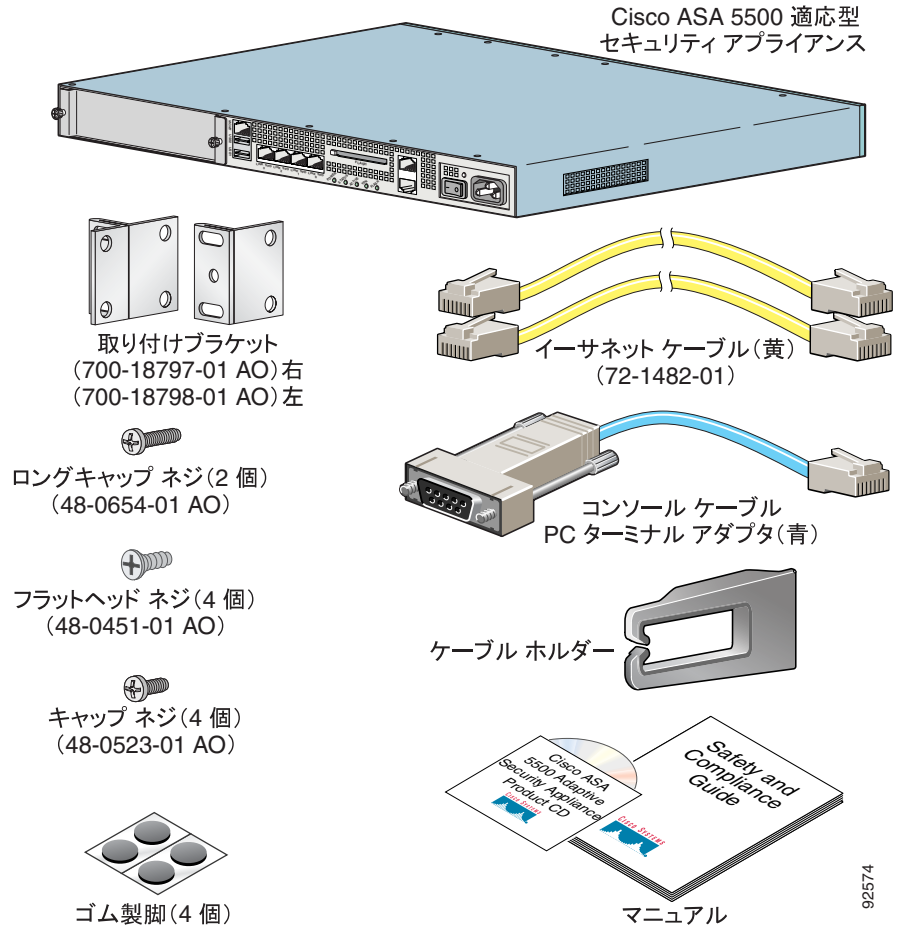 Cisco ASA 5500 適応型
セキュリティ アプライアンス
FLASH
取り付けブラケット
(700-18797-01 AO)右
(700-18798-01 AO)左
イーサネット ケーブル(黄)
(72-1482-01)
ロングキャップ ネジ(2 個)
(48-0654-01 AO)
コンソール ケーブル
PC ターミナル アダプタ(青)
フラットヘッド ネジ(4 個)
(48-0451-01 AO)
ケーブル ホルダー
キャップ ネジ(4 個)
(48-0523-01 AO)
Cisco ASA
5500 Adaptive
Security Appliance
Product CD
CISCO SYSTEMS
Safety and
Compliance
Guide
CISCO SYSTEMS
ゴム製脚(4 個)
マニュアル
92574